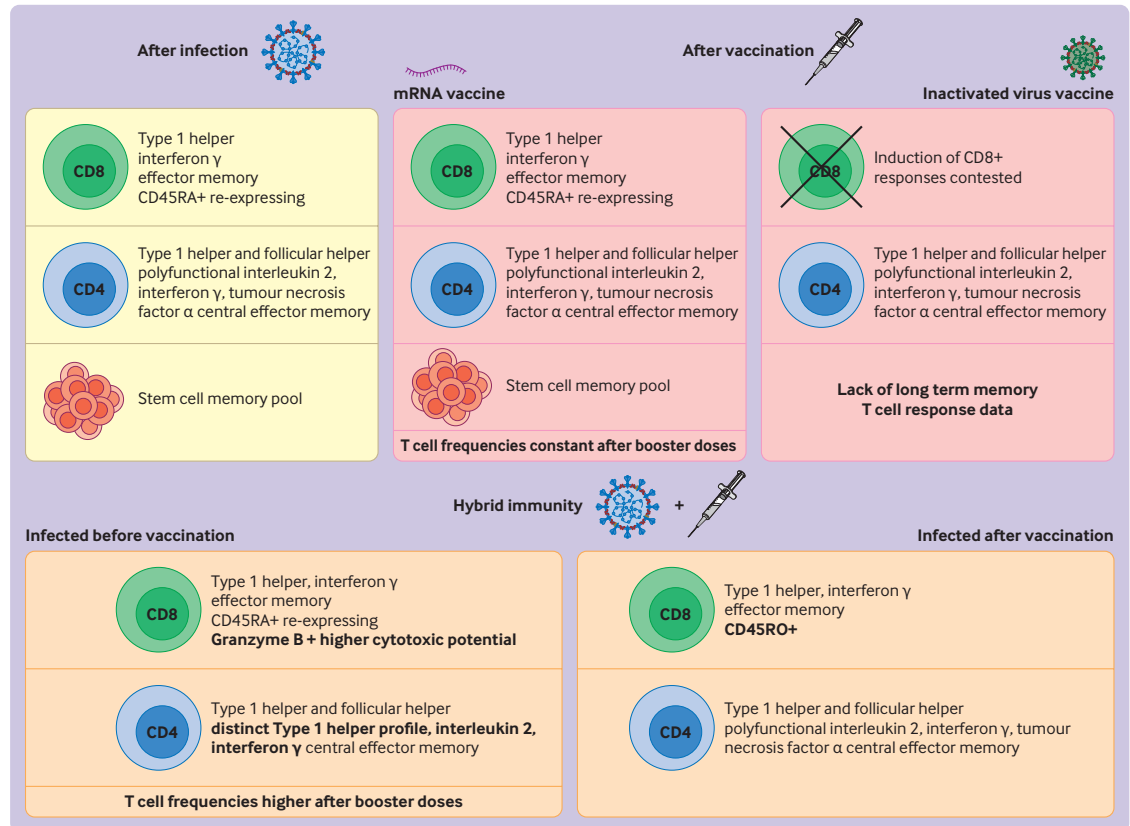 After infection
After vaccination
mRNA vaccine
Inactivated virus vaccine
CD8
Type 1 helper
interferon γ
effector memory
CD45RA+ re-expressing
CD4
Type 1 helper and follicular helper
polyfunctional interleukin 2,
interferon γ, tumour necrosis
factor α central effector memory
Stem cell memory pool
CD8
Type 1 helper
interferon γ
effector memory
CD45RA+ re-expressing
CD4
Type 1 helper and follicular helper
polyfunctional interleukin 2,
interferon γ, tumour necrosis
factor α central effector memory
Stem cell memory pool
T cell frequencies constant after booster doses
CD8
Induction of CD8+
responses contested
CD4
Type 1 helper and follicular helper
polyfunctional interleukin 2,
interferon γ, tumour necrosis
factor α central effector memory
Lack of long term memory
T cell response data
Hybrid immunity
+
Infected before vaccination
Infected after vaccination
CD8
Type 1 helper, interferon γ
effector memory
CD45RA+ re-expressing
Granzyme B + higher cytotoxic potential
CD4
Type 1 helper and follicular helper
distinct Type 1 helper profile, interleukin 2,
interferon γ central effector memory
T cell frequencies higher after booster doses
CD8
Type 1 helper, interferon γ
effector memory
CD45RO+
CD4
Type 1 helper and follicular helper
polyfunctional interleukin 2, interferon γ, tumour
necrosis factor α central effector memory